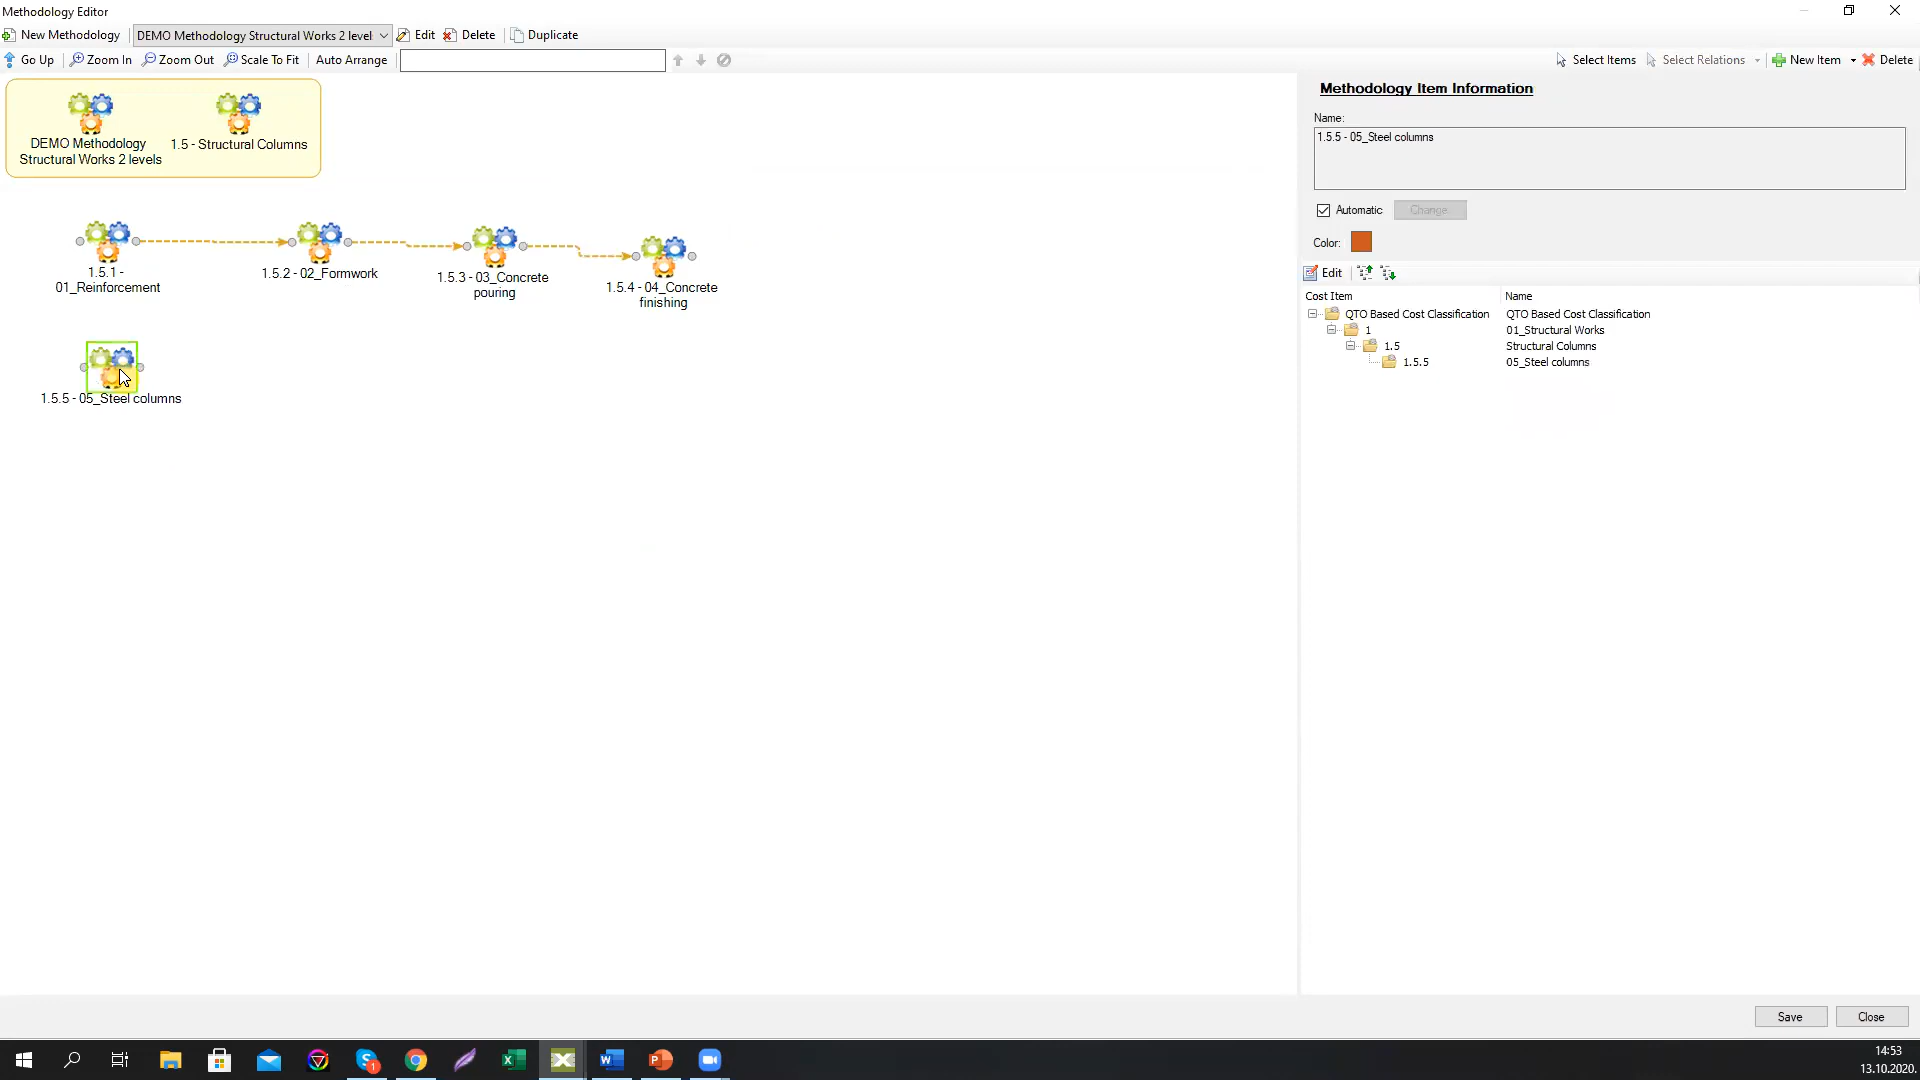 Methodology Editor
New Methodology DEMO Methodology Structural Works 2 level: Edit Delete Duplicate
Go Up Zoom In Zoom Out Scale To Fit Auto Arrange Select Items Select Relations New Item Delete
DEMO Methodology
Structural Works 2 levels
1.5 - Structural Columns
1.5.1 -
01_Reinforcement
1.5.2 - 02_Formwork
1.5.3 - 03_Concrete
pouring
1.5.4 - 04_Concrete
finishing
1.5.5 - 05_Steel columns
Methodology Item Information
Name:
1.5.5 - 05_Steel columns
Automatic Change
Color:
Edit
Cost Item Name
QTO Based Cost Classification QTO Based Cost Classification
1 01_Structural Works
1.5 Structural Columns
1.5.5 05_Steel columns
Save Close
14:53
13.10.2020.